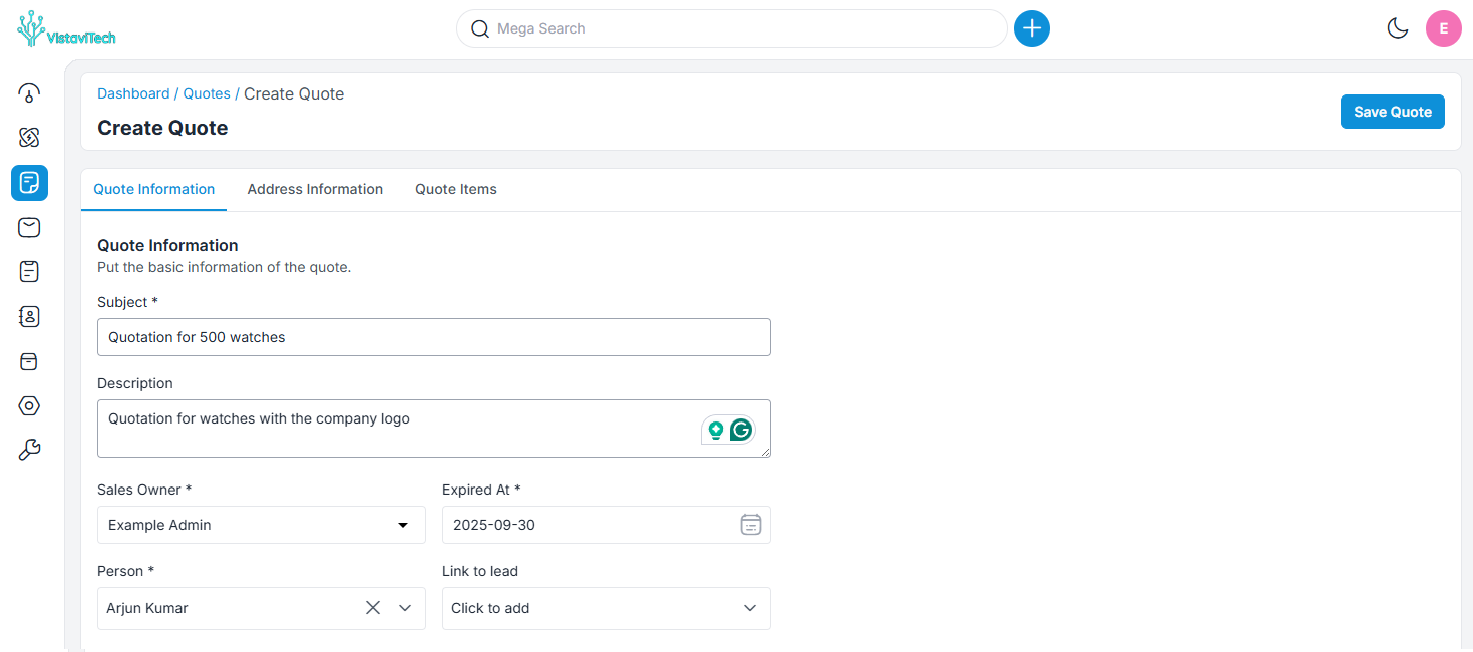 VistaviTech
Mega Search
E
Dashboard / Quotes / Create Quote
Create Quote
Save Quote
Quote Information Address Information Quote Items
Quote Information
Put the basic information of the quote.
Subject *
Quotation for 500 watches
Description
Quotation for watches with the company logo
Sales Owner * Expired At *
Example Admin 2025-09-30
Person * Link to lead
Arjun Kumar Click to add